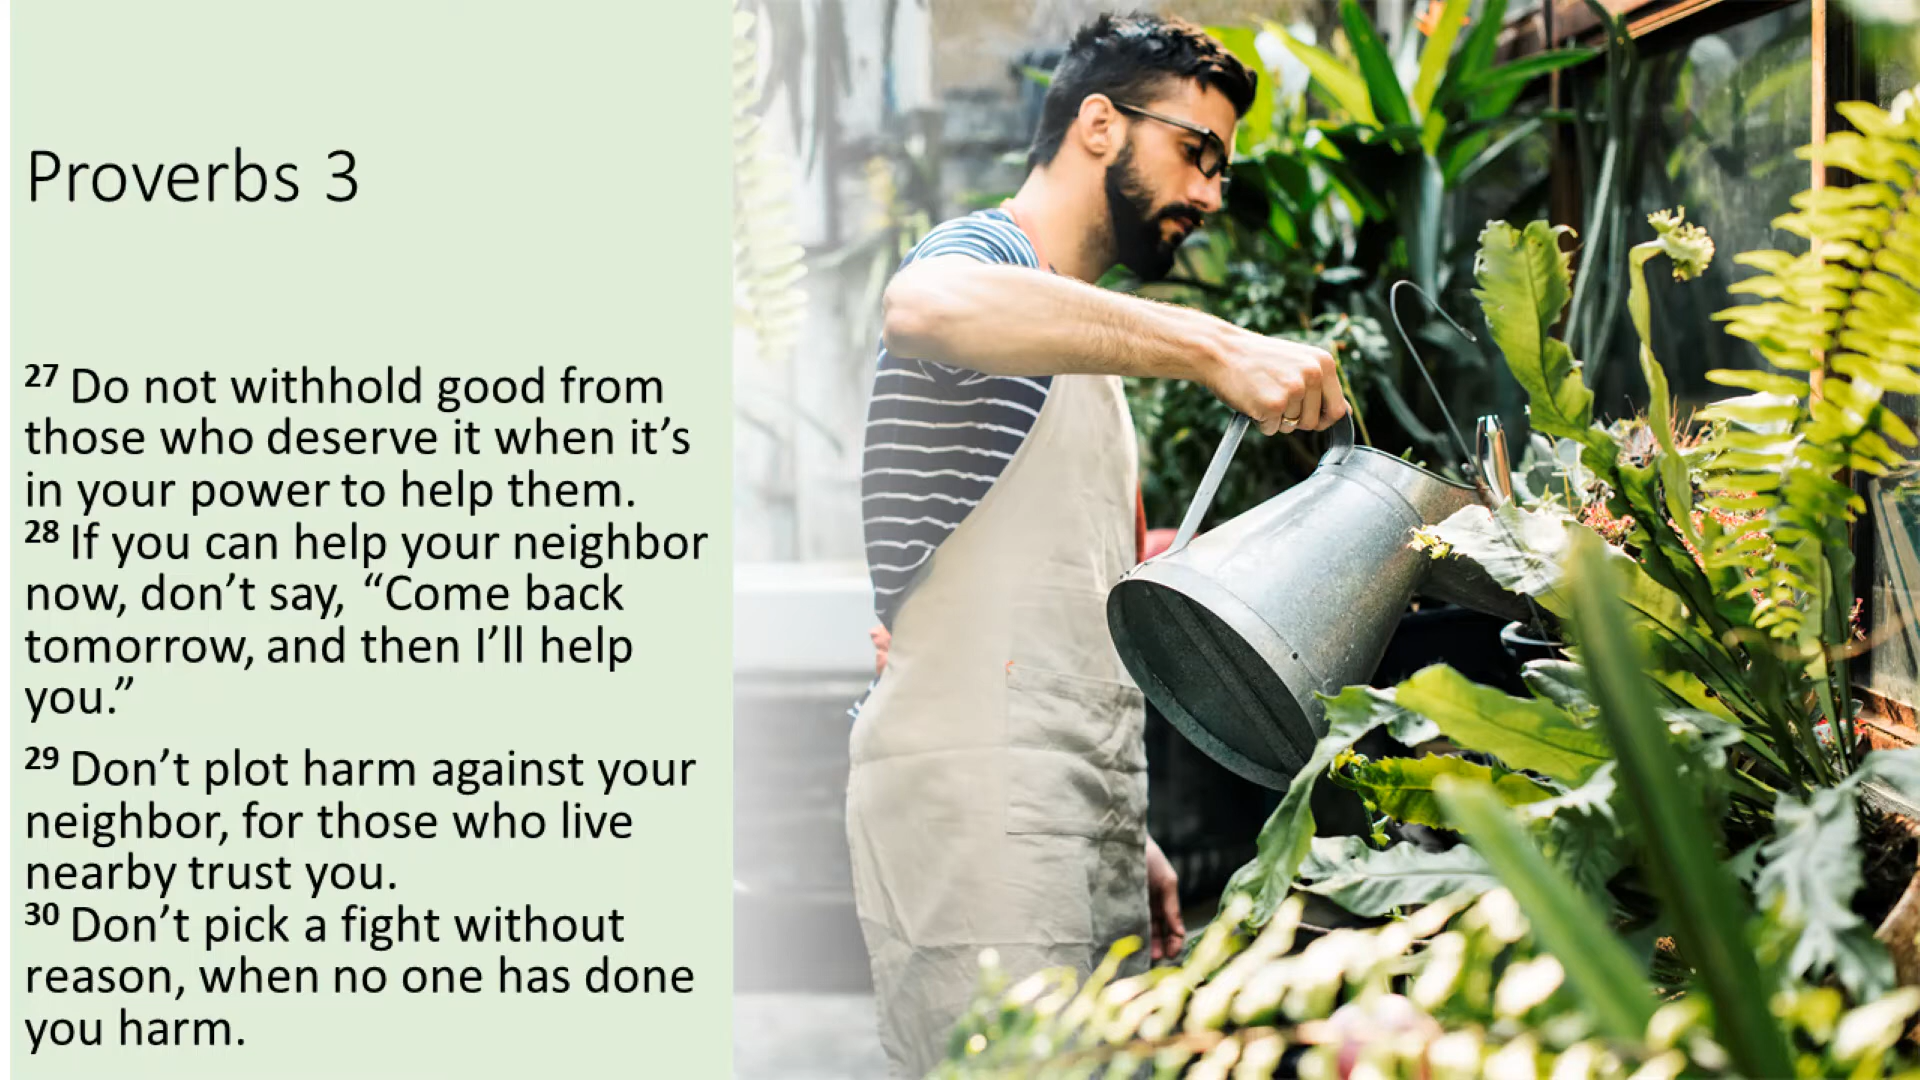 Proverbs 3
27 Do not withhold good from
those who deserve it when it’s
in your power to help them.
28 If you can help your neighbor
now, don’t say, “Come back
tomorrow, and then I’ll help
you.”
29 Don’t plot harm against your
neighbor, for those who live
nearby trust you.
30 Don’t pick a fight without
reason, when no one has done
you harm.